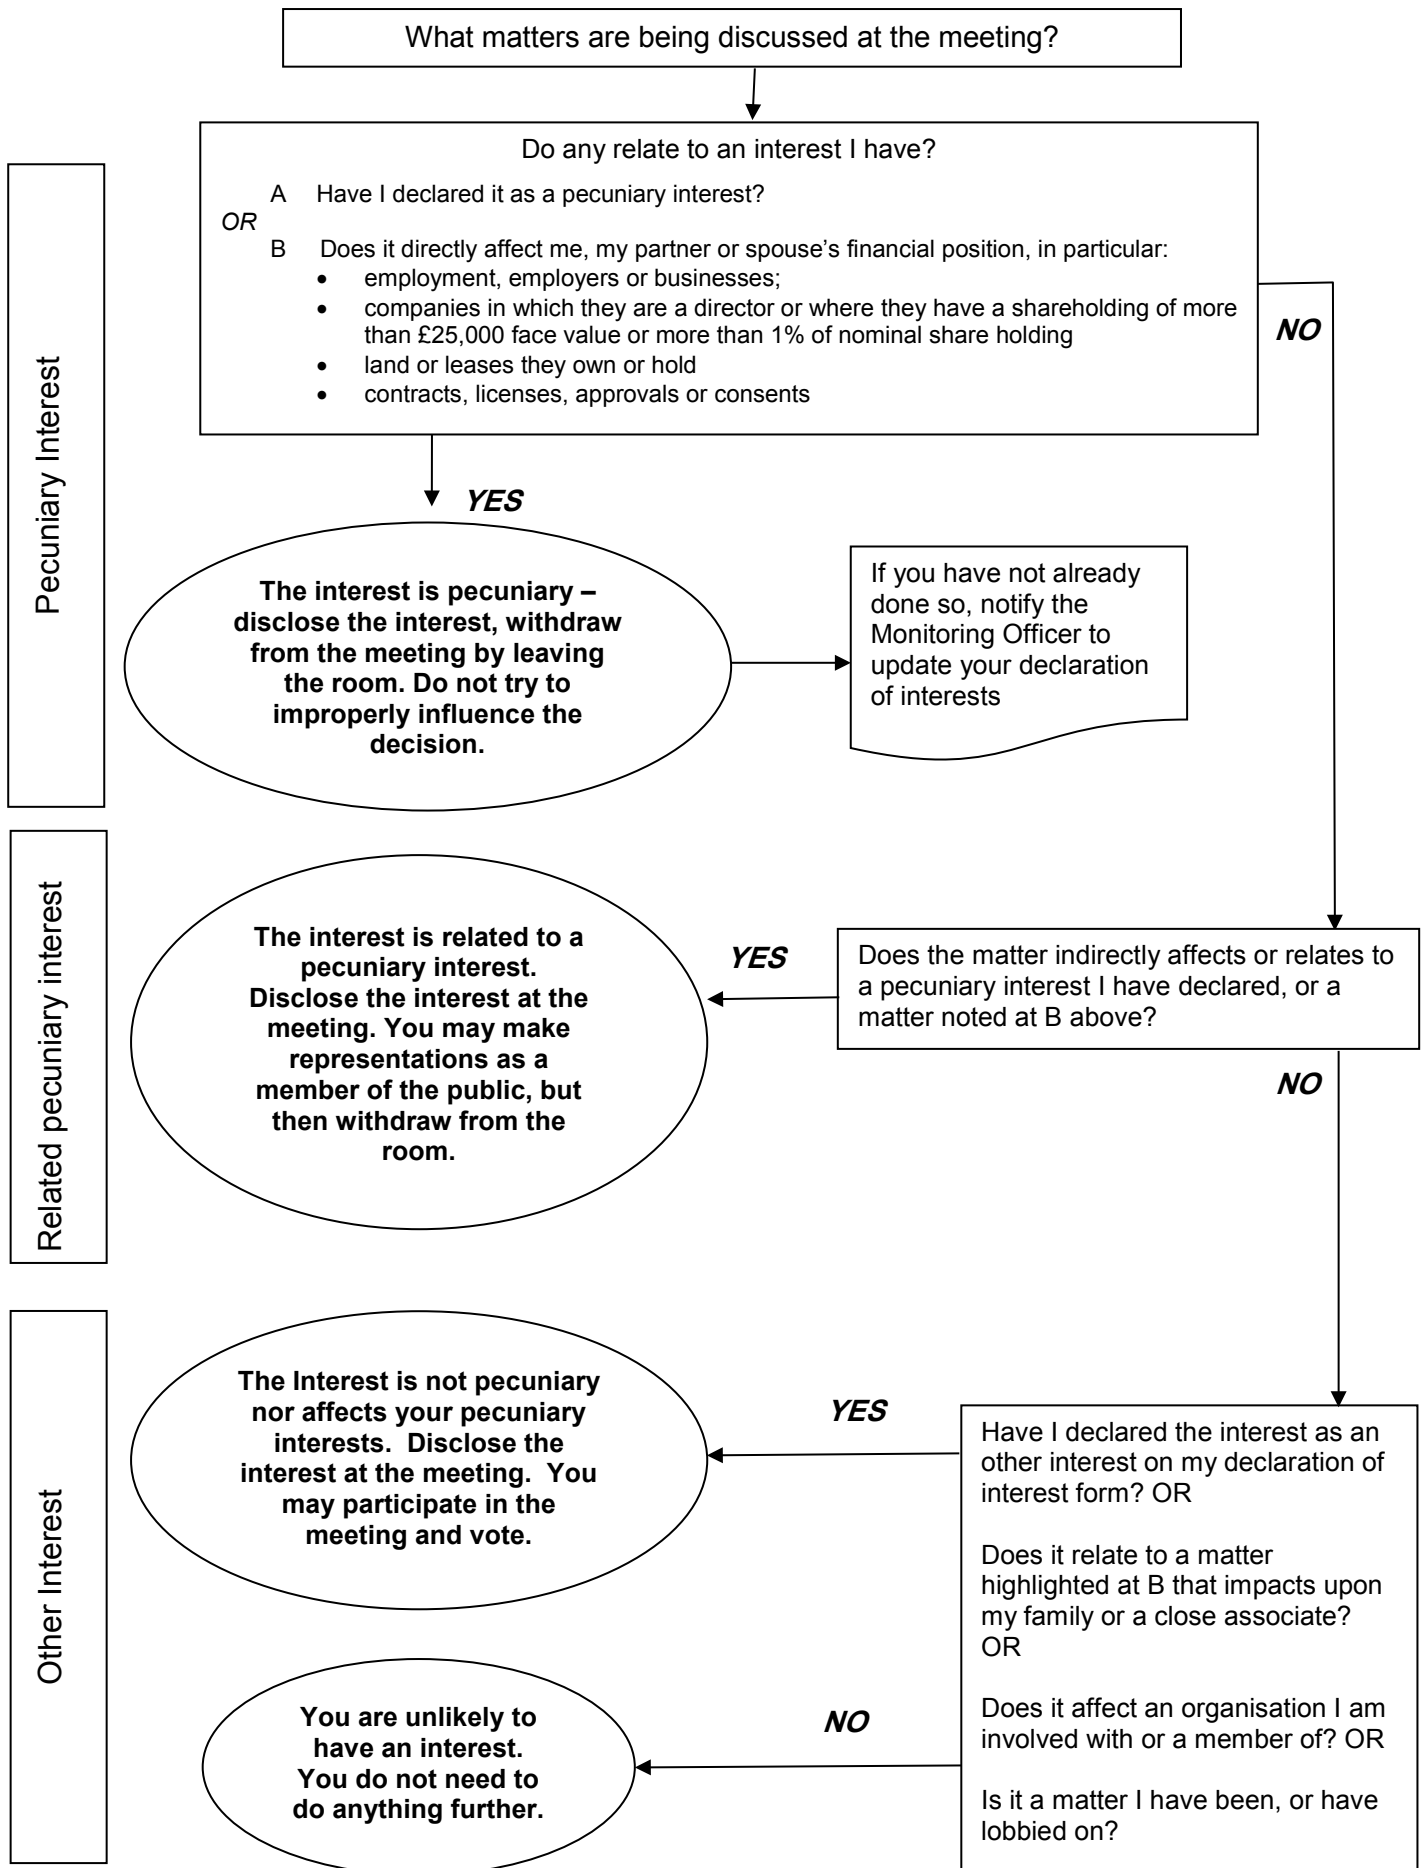 What matters are being discussed at the meeting?
Do any relate to an interest I have?
A Have I declared it as a pecuniary interest?
OR
B Does it directly affect me, my partner or spouse’s financial position, in particular:
• employment, employers or businesses;
• companies in which they are a director or where they have a shareholding of more
than £25,000 face value or more than 1% of nominal share holding
• land or leases they own or hold
• contracts, licenses, approvals or consents
NO
Pecuniary Interest
YES
The interest is pecuniary –
disclose the interest, withdraw
from the meeting by leaving
the room. Do not try to
improperly influence the
decision.
If you have not already
done so, notify the
Monitoring Officer to
update your declaration
of interests
Related pecuniary interest
The interest is related to a
pecuniary interest.
Disclose the interest at the
meeting. You may make
representations as a
member of the public, but
then withdraw from the
room.
YES
Does the matter indirectly affects or relates to
a pecuniary interest I have declared, or a
matter noted at B above?
NO
Other Interest
The Interest is not pecuniary
nor affects your pecuniary
interests. Disclose the
interest at the meeting. You
may participate in the
meeting and vote.
YES
Have I declared the interest as an
other interest on my declaration of
interest form? OR
Does it relate to a matter
highlighted at B that impacts upon
my family or a close associate?
OR
Does it affect an organisation I am
involved with or a member of? OR
Is it a matter I have been, or have
lobbied on?
NO
You are unlikely to
have an interest.
You do not need to
do anything further.